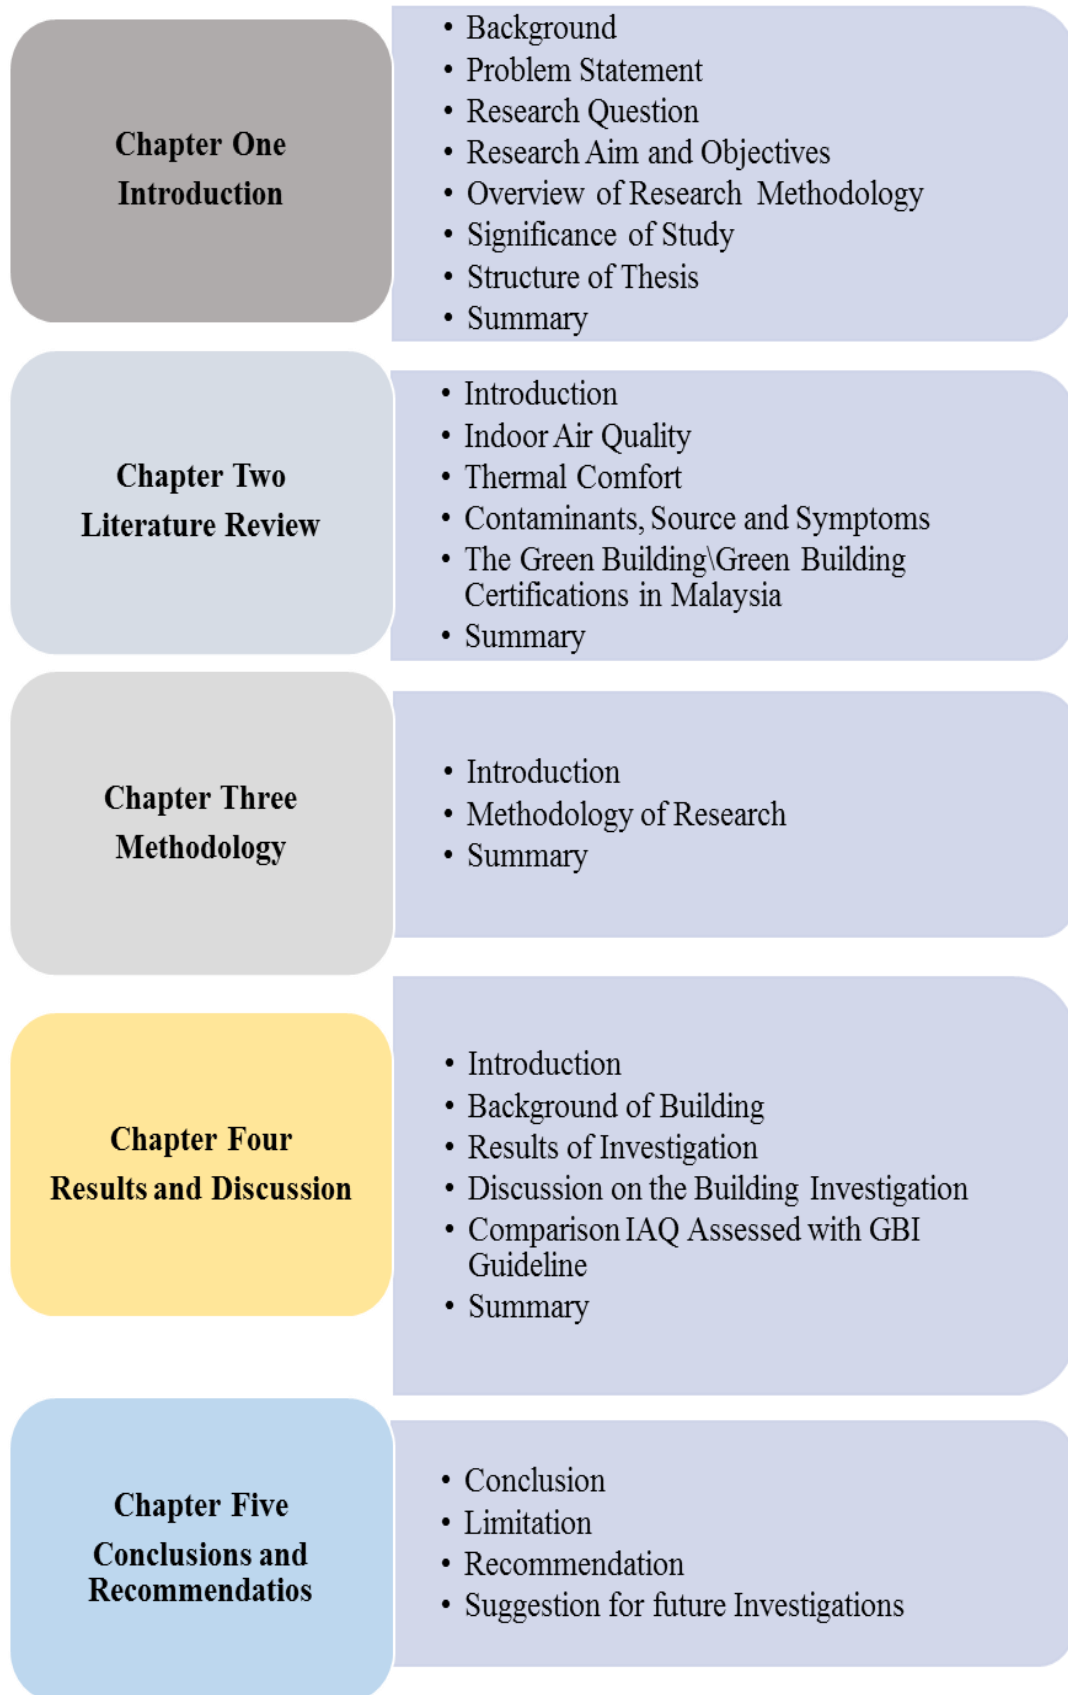 Chapter One
Introduction
• Background
• Problem Statement
• Research Question
• Research Aim and Objectives
• Overview of Research Methodology
• Significance of Study
• Structure of Thesis
• Summary
Chapter Two
Literature Review
• Introduction
• Indoor Air Quality
• Thermal Comfort
• Contaminants, Source and Symptoms
• The Green Building\Green Building
Certifications in Malaysia
• Summary
Chapter Three
Methodology
• Introduction
• Methodology of Research
• Summary
Chapter Four
Results and Discussion
• Introduction
• Background of Building
• Results of Investigation
• Discussion on the Building Investigation
• Comparison IAQ Assessed with GBI
Guideline
• Summary
Chapter Five
Conclusions and
Recommendatios
• Conclusion
• Limitation
• Recommendation
• Suggestion for future Investigations